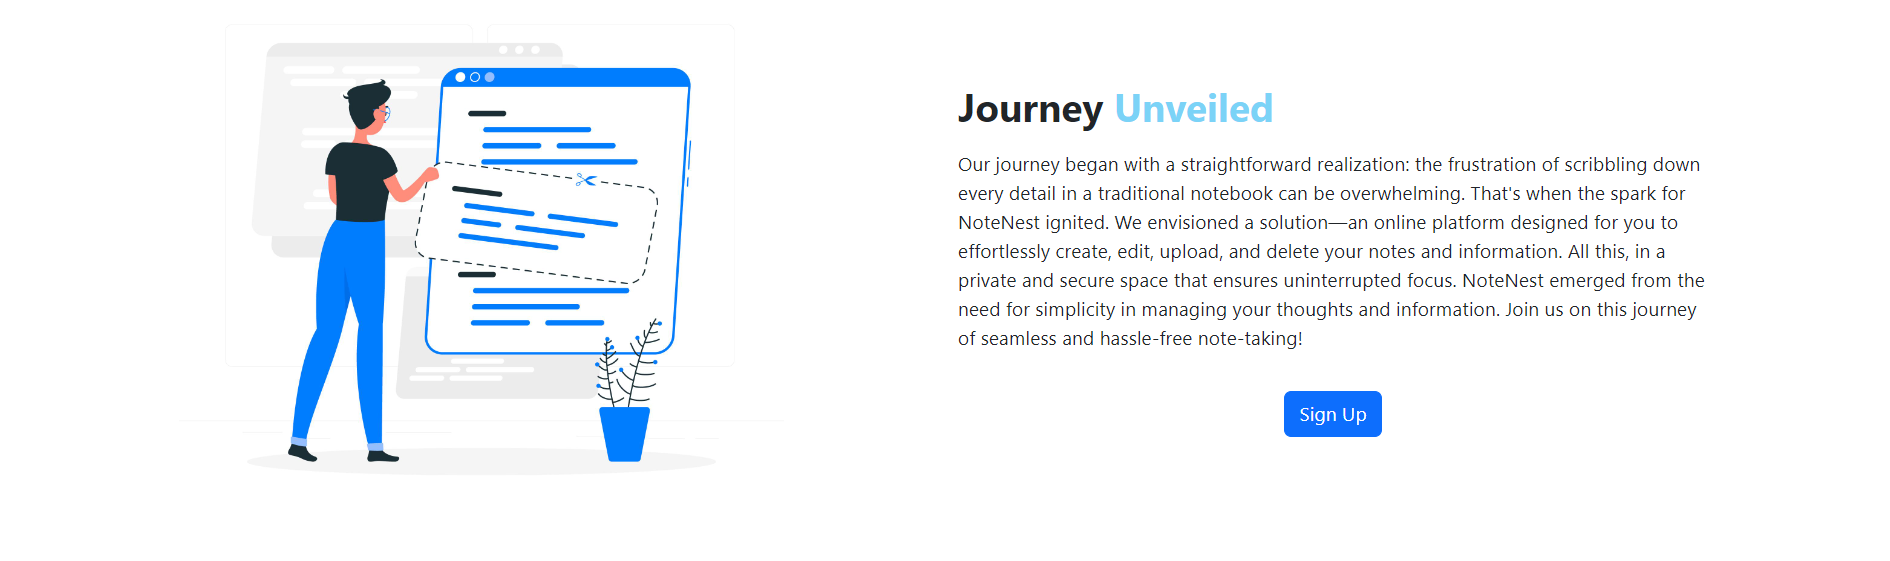 Journey Unveiled
Our journey began with a straightforward realization: the frustration of scribbling down
every detail in a traditional notebook can be overwhelming. That's when the spark for
NoteNest ignited. We envisioned a solution—an online platform designed for you to
effortlessly create, edit, upload, and delete your notes and information. All this, in a
private and secure space that ensures uninterrupted focus. NoteNest emerged from the
need for simplicity in managing your thoughts and information. Join us on this journey
of seamless and hassle-free note-taking!
Sign Up